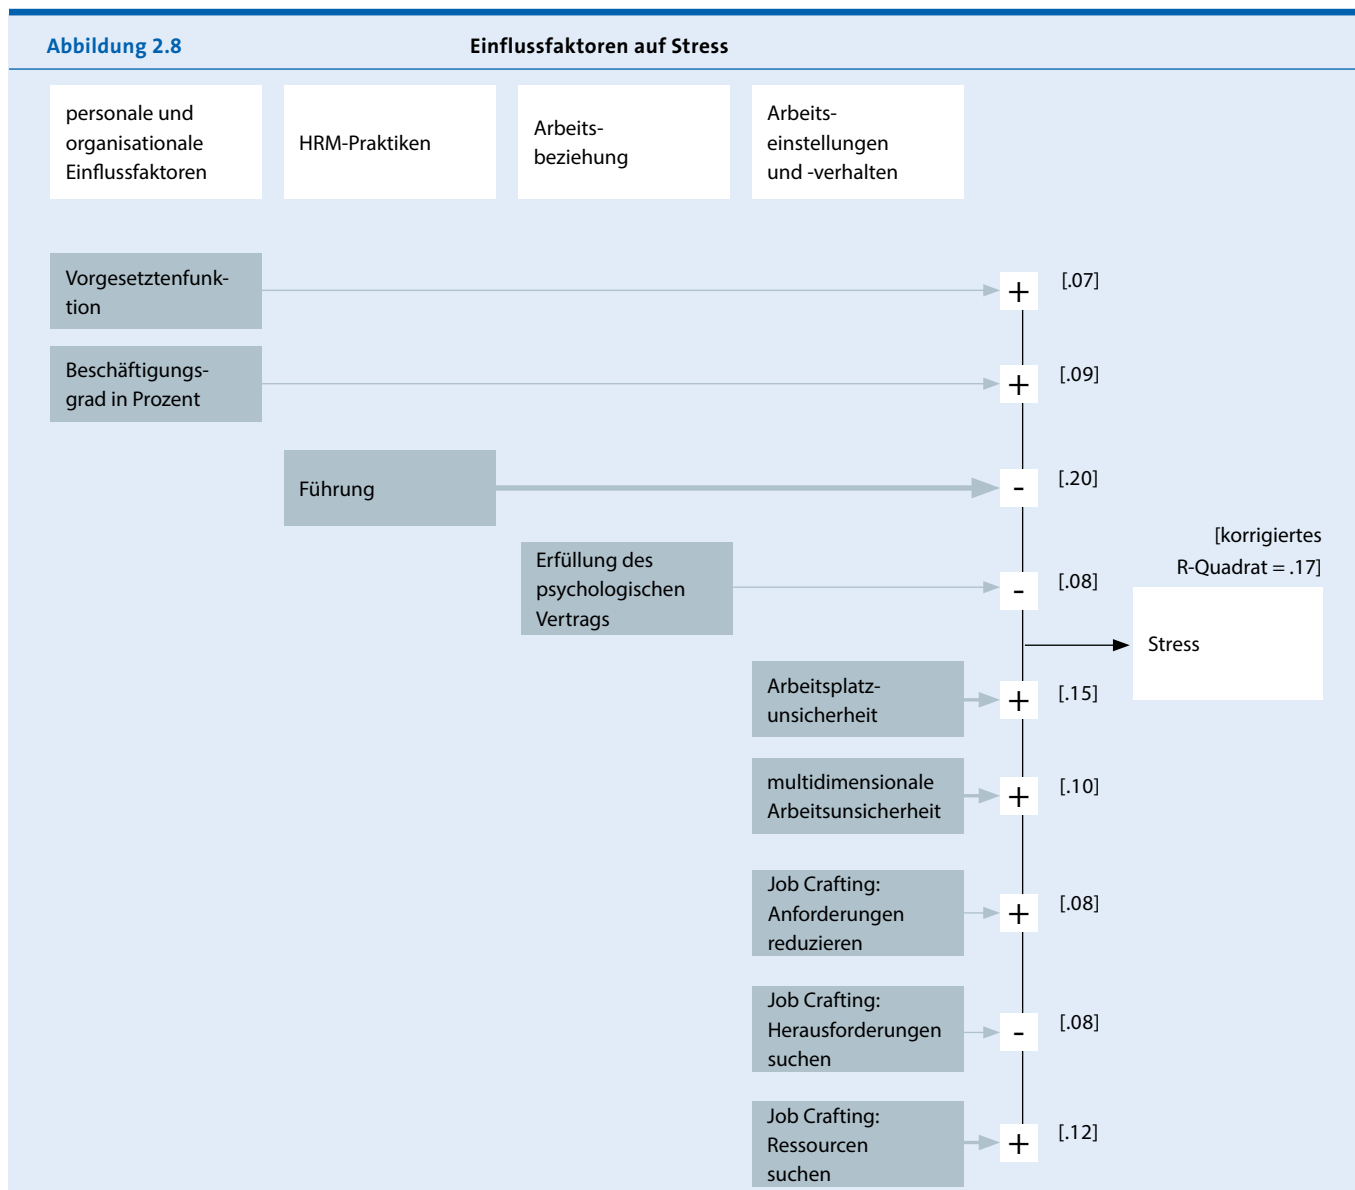 Abbildung 2.8
Einflussfaktoren auf Stress
personale und
organisationale
Einflussfaktoren
HRM-Praktiken
Arbeits-
beziehung
Arbeits-
einstellungen
und -verhalten
Vorgesetztenfunk-
tion
+
[.07]
Beschäftigungs-
grad in Prozent
+
[.09]
Führung
-
[.20]
Erfüllung des
psychologischen
Vertrags
-
[.08]
[korrigiertes
R-Quadrat = .17]
Stress
Arbeitsplatz-
unsicherheit
+
[.15]
multidimensionale
Arbeitsunsicherheit
+
[.10]
Job Crafting:
Anforderungen
reduzieren
+
[.08]
Job Crafting:
Herausforderungen
suchen
-
[.08]
Job Crafting:
Ressourcen
suchen
+
[.12]